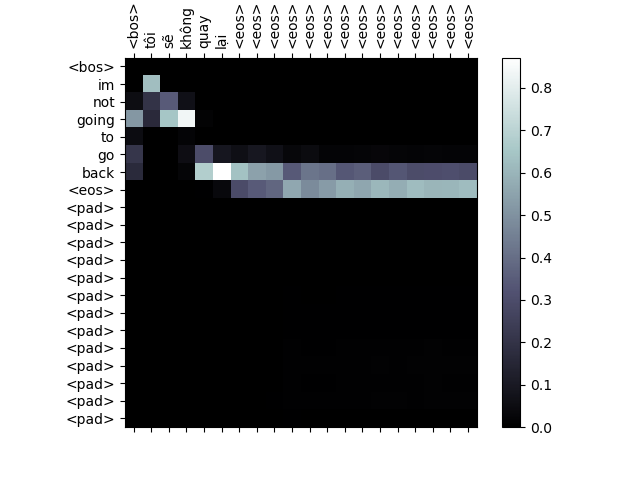 <bos> tôi sẽ không quay lại <eos> <eos> <eos> <eos> <eos> <eos> <eos> <eos> <eos> <eos> <eos> <eos> <eos> <eos>
<bos>
im
not
going
to
go
back
<eos>
<pad>
<pad>
<pad>
<pad>
<pad>
<pad>
<pad>
<pad>
<pad>
<pad>
<pad>
<pad>
<pad>
0.8
0.7
0.6
0.5
0.4
0.3
0.2
0.1
0.0